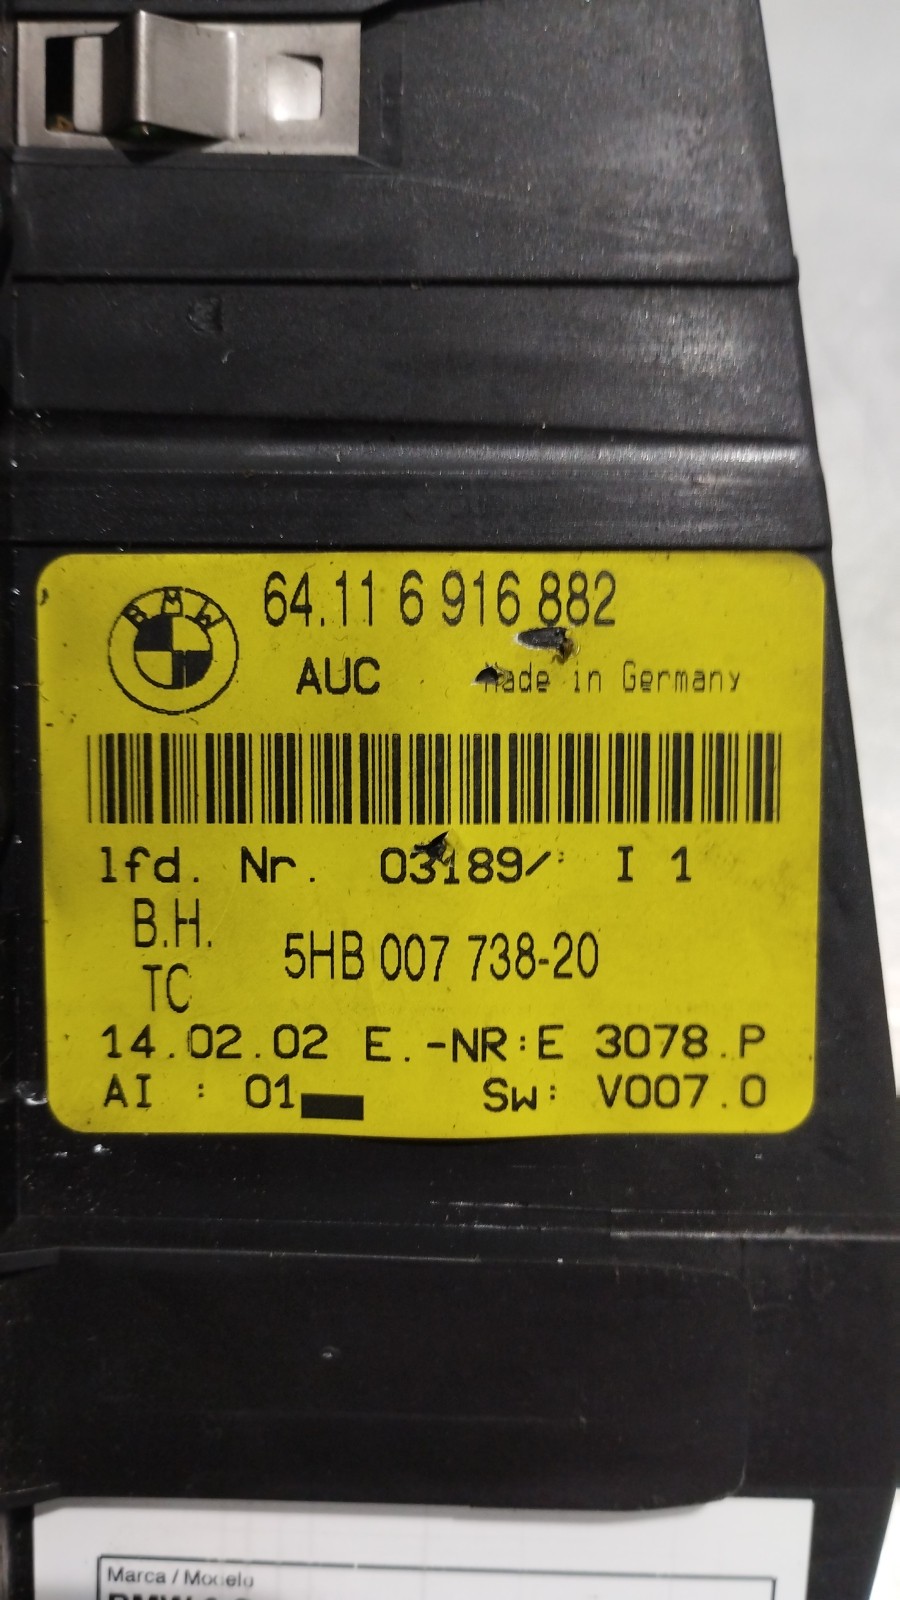 BMW
64.11 6 916 882
AUC Made in Germany
lfd. Nr. 03189/ I 1
B.H.
5HB 007 738-20
TC
14.02.02 E.-NR:E 3078.P
AI : 01 Sw: V007.0
Marca / Modelo